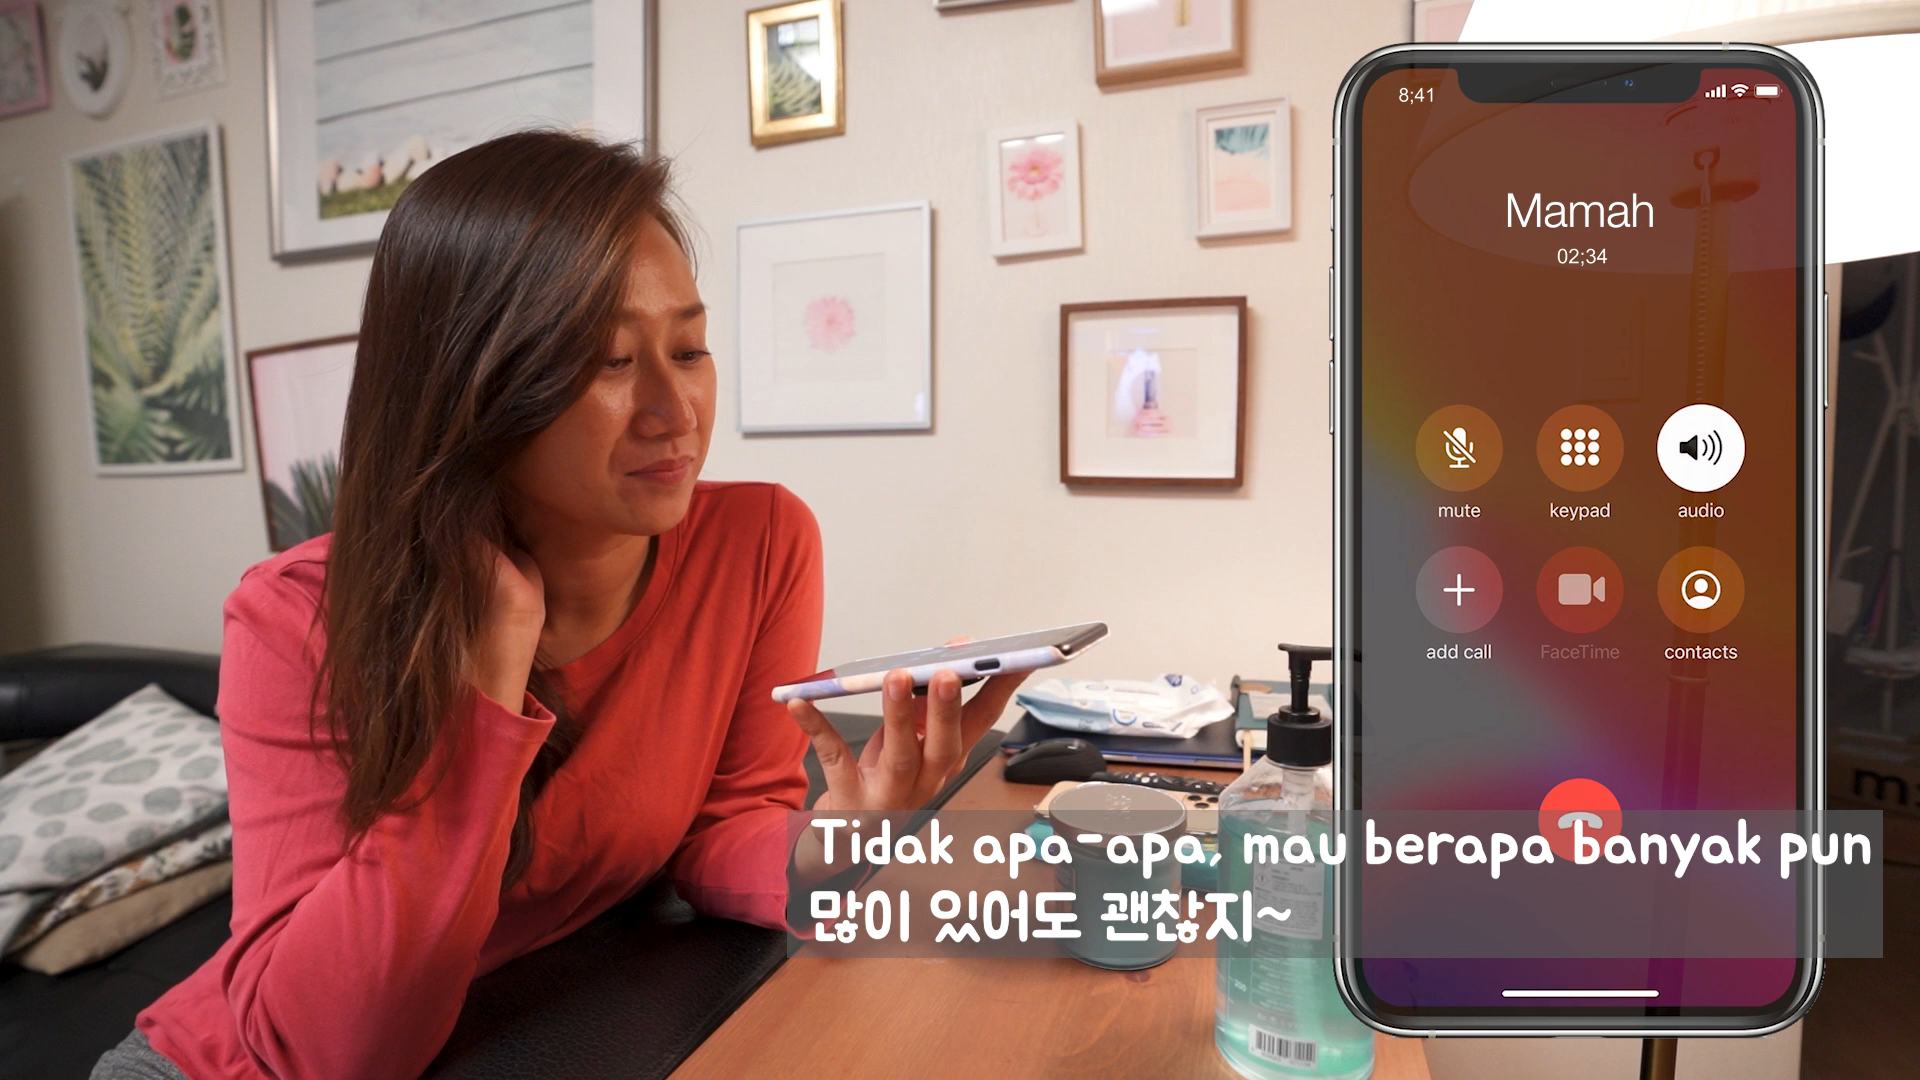 8;41
Mamah
02;34
mute
keypad
audio
add call
FaceTime
contacts
Tidak apa-apa, mau berapa banyak pun
많이 있어도 괜찮지~